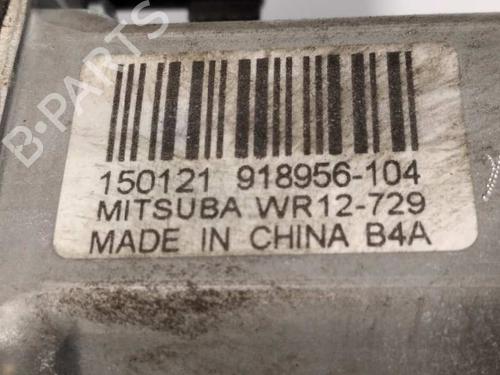 B-PARTS
150121 918956-104
MITSUBA WR12-729
MADE IN CHINA B4A